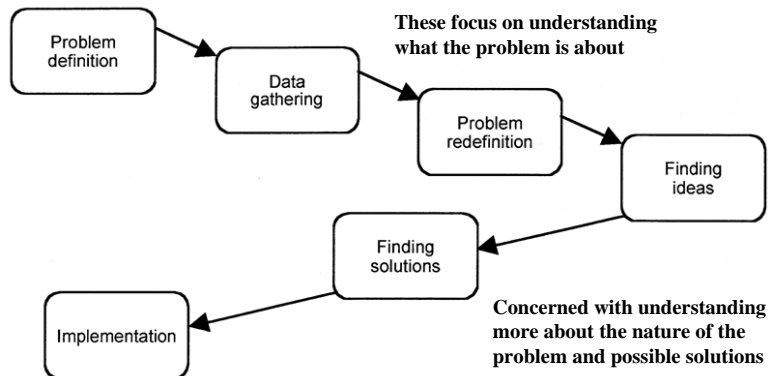 These focus on understanding
what the problem is about
Problem
definition
Data
gathering
Problem
redefinition
Finding
ideas
Finding
solutions
Implementation
Concerned with understanding
more about the nature of the
problem and possible solutions